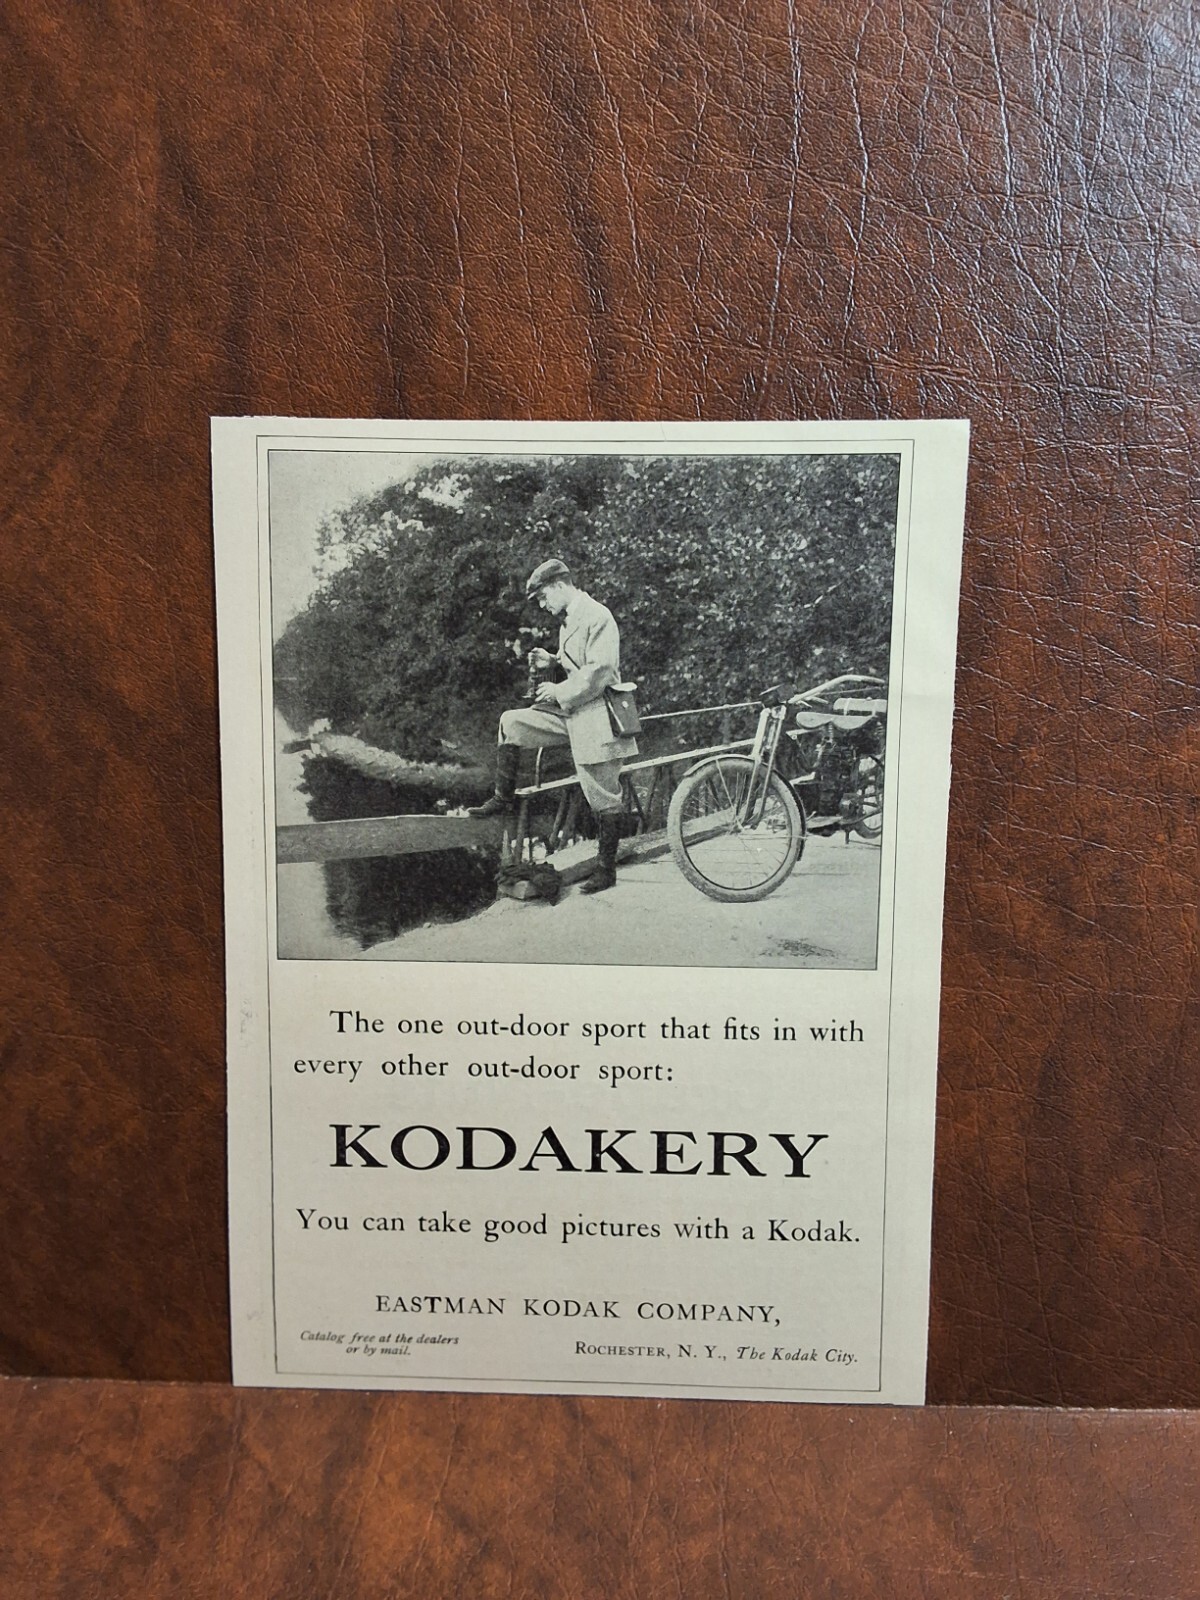 The one out-door sport that fits in with
every other out-door sport:
KODAKERY
You can take good pictures with a Kodak.
EASTMAN KODAK COMPANY,
Catalog free at the dealers
or by mail.
ROCHESTER, N. Y., The Kodak City.